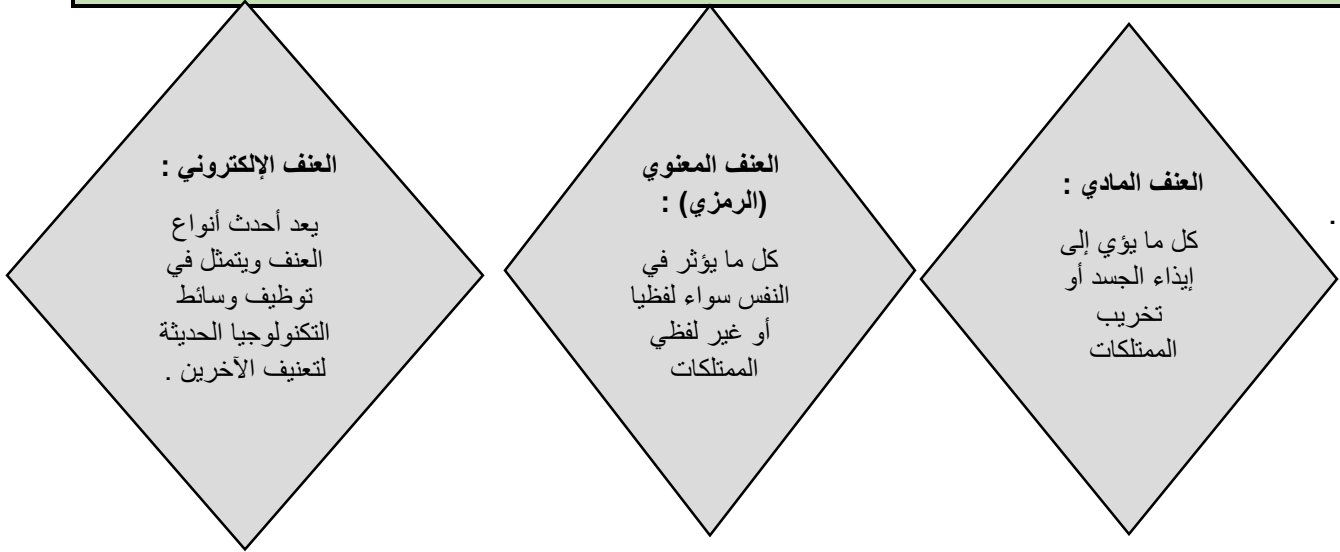 العنف المادي :
كل ما يؤي إلى
إيذاء الجسد أو
تخريب
الممتلكات
.
العنف المعنوي
(الرمزي) :
كل ما يؤثر في
النفس سواء لفظيا
أو غير لفظي
الممتلكات
العنف الإلكتروني :
يعد أحدث أنواع
العنف ويتمثل في
توظيف وسائط
التكنولوجيا الحديثة
لتعنيف الآخرين .